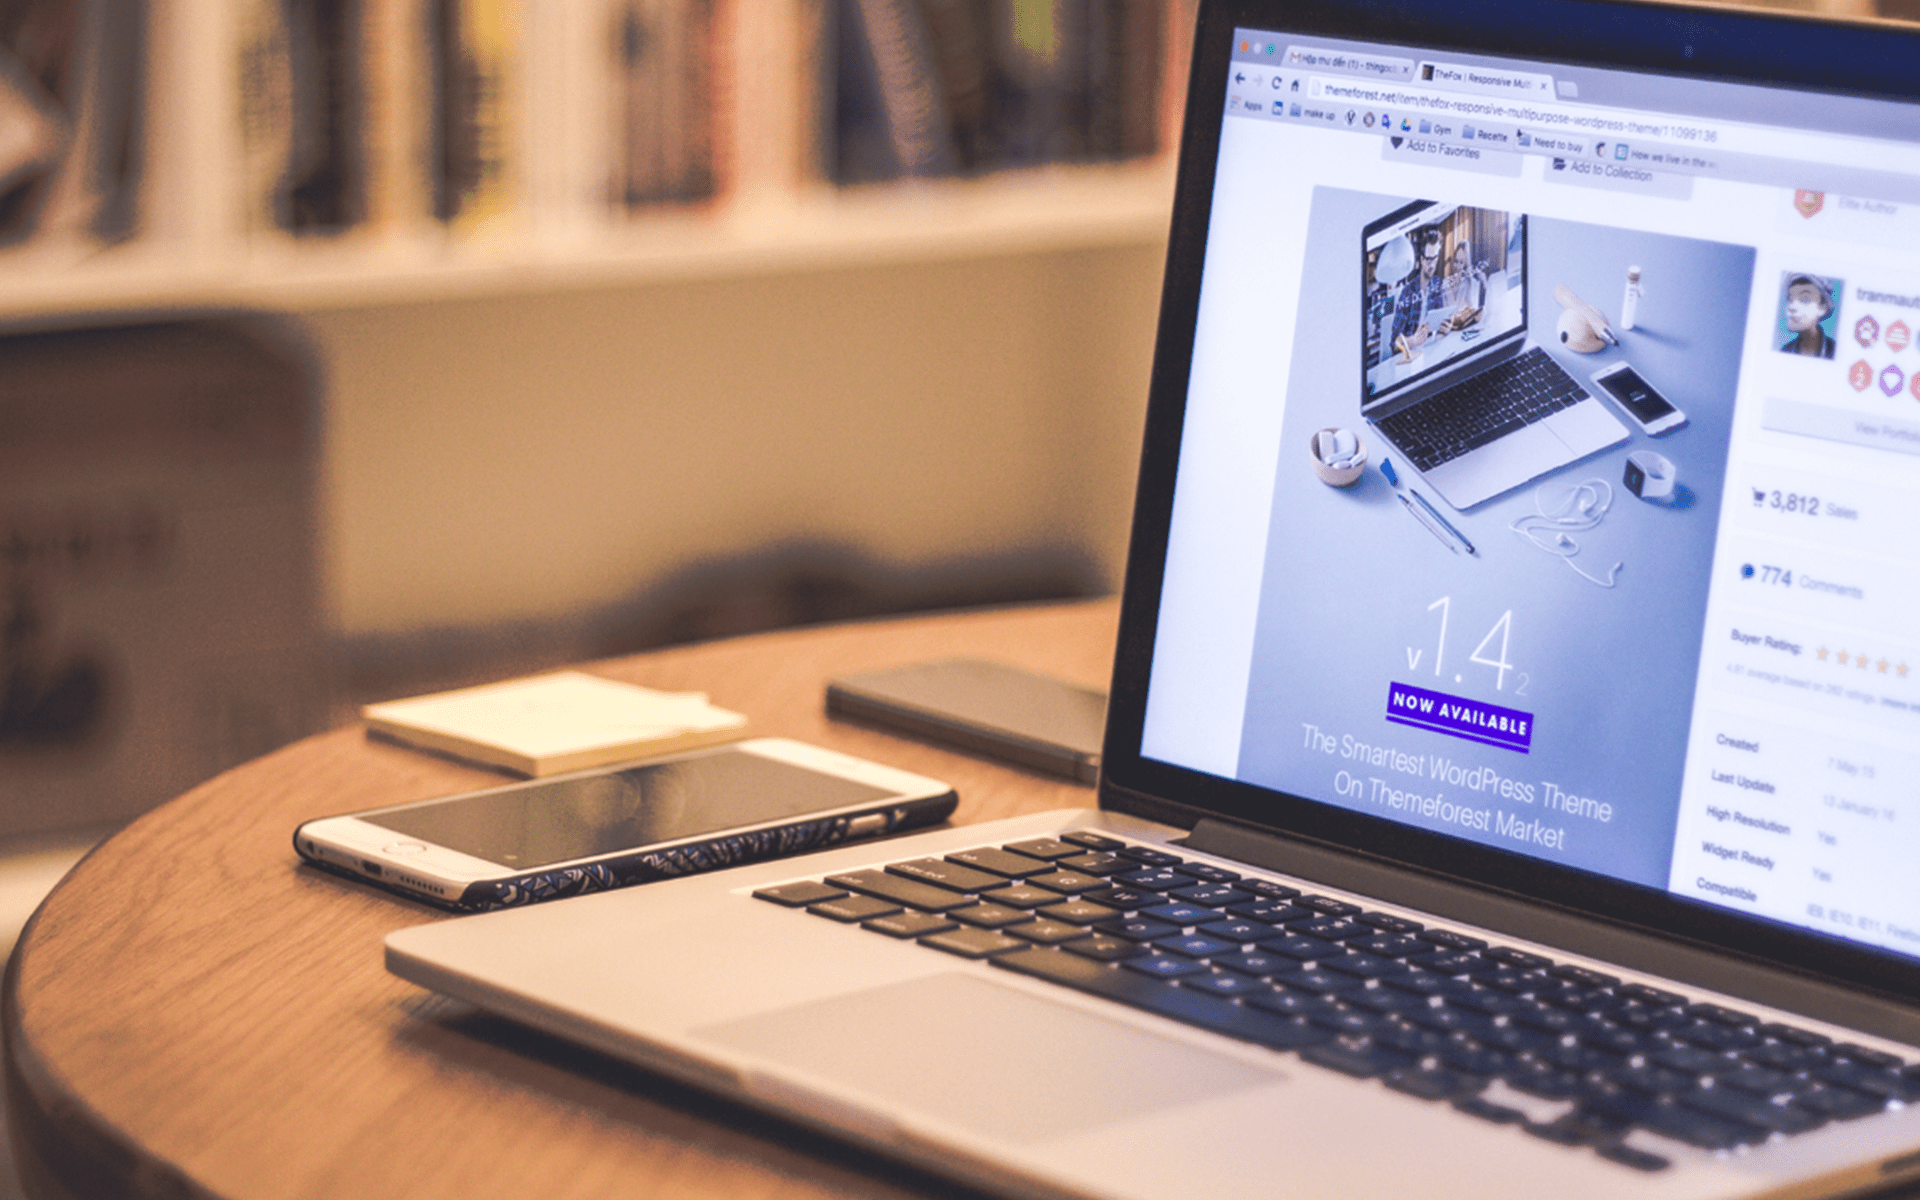 Hộp thư đến (1) - thingoc
TheFox | Responsive Multi
themeforest.net/item/thefox-responsive-multipurpose-wordpress-theme/11099136
Apps
make up
Gym
Recette
Need to buy
How we live in the w
Add to Favorites
Add to Collection
Elite Author
tranmaut
View Portfolio
3,812 Sales
774 Comments
Buyer Rating:
v1.4
2
NOW AVAILABLE
The Smartest WordPress Theme
On Themeforest Market
Created 7 May 15
Last Update 13 January 16
High Resolution Yes
Widget Ready Yes
Compatible IE9, IE10, IE11, Firefox